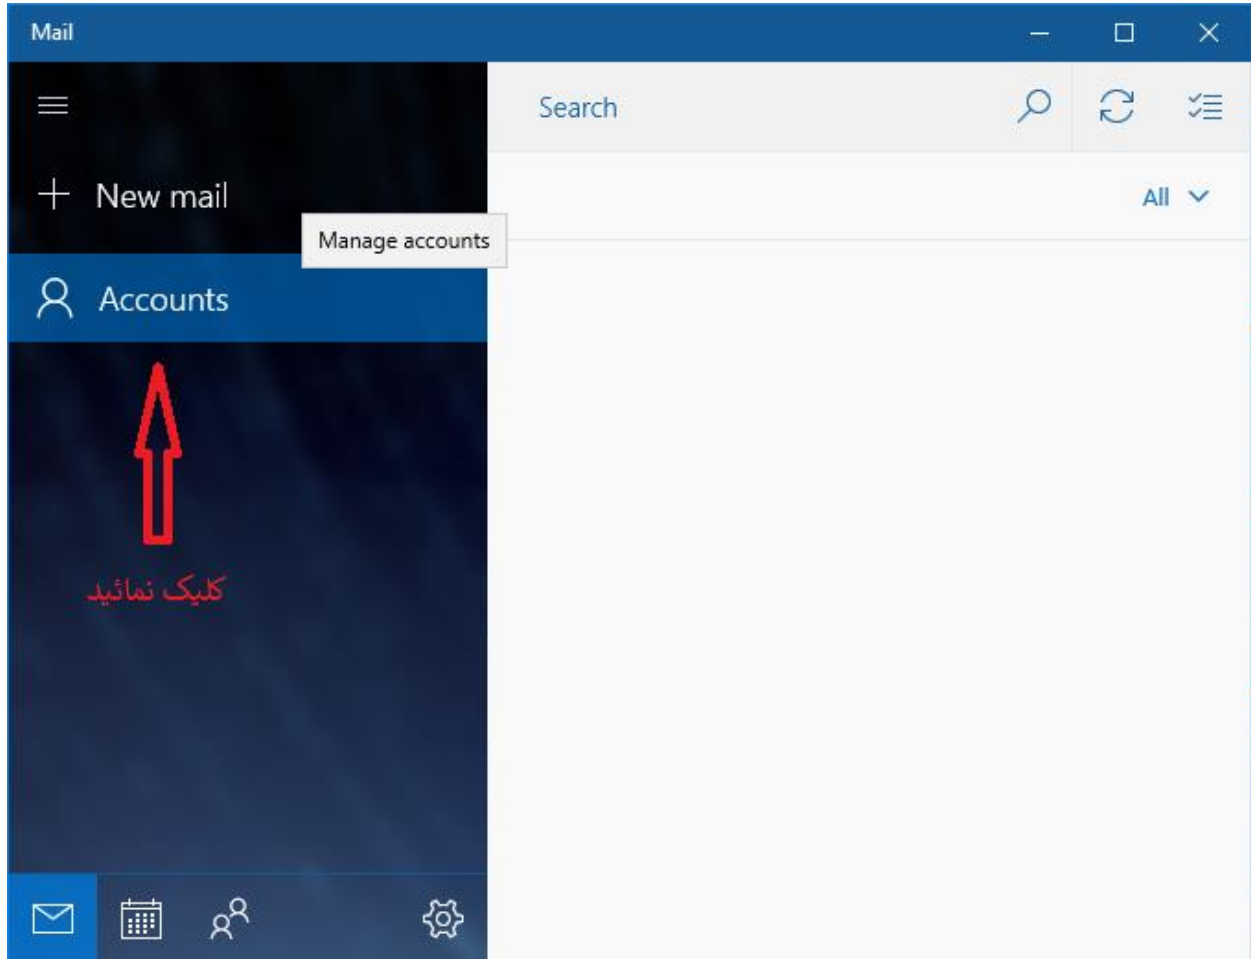 Mail
Search
New mail
All
Manage accounts
Accounts
کلیک نمائید